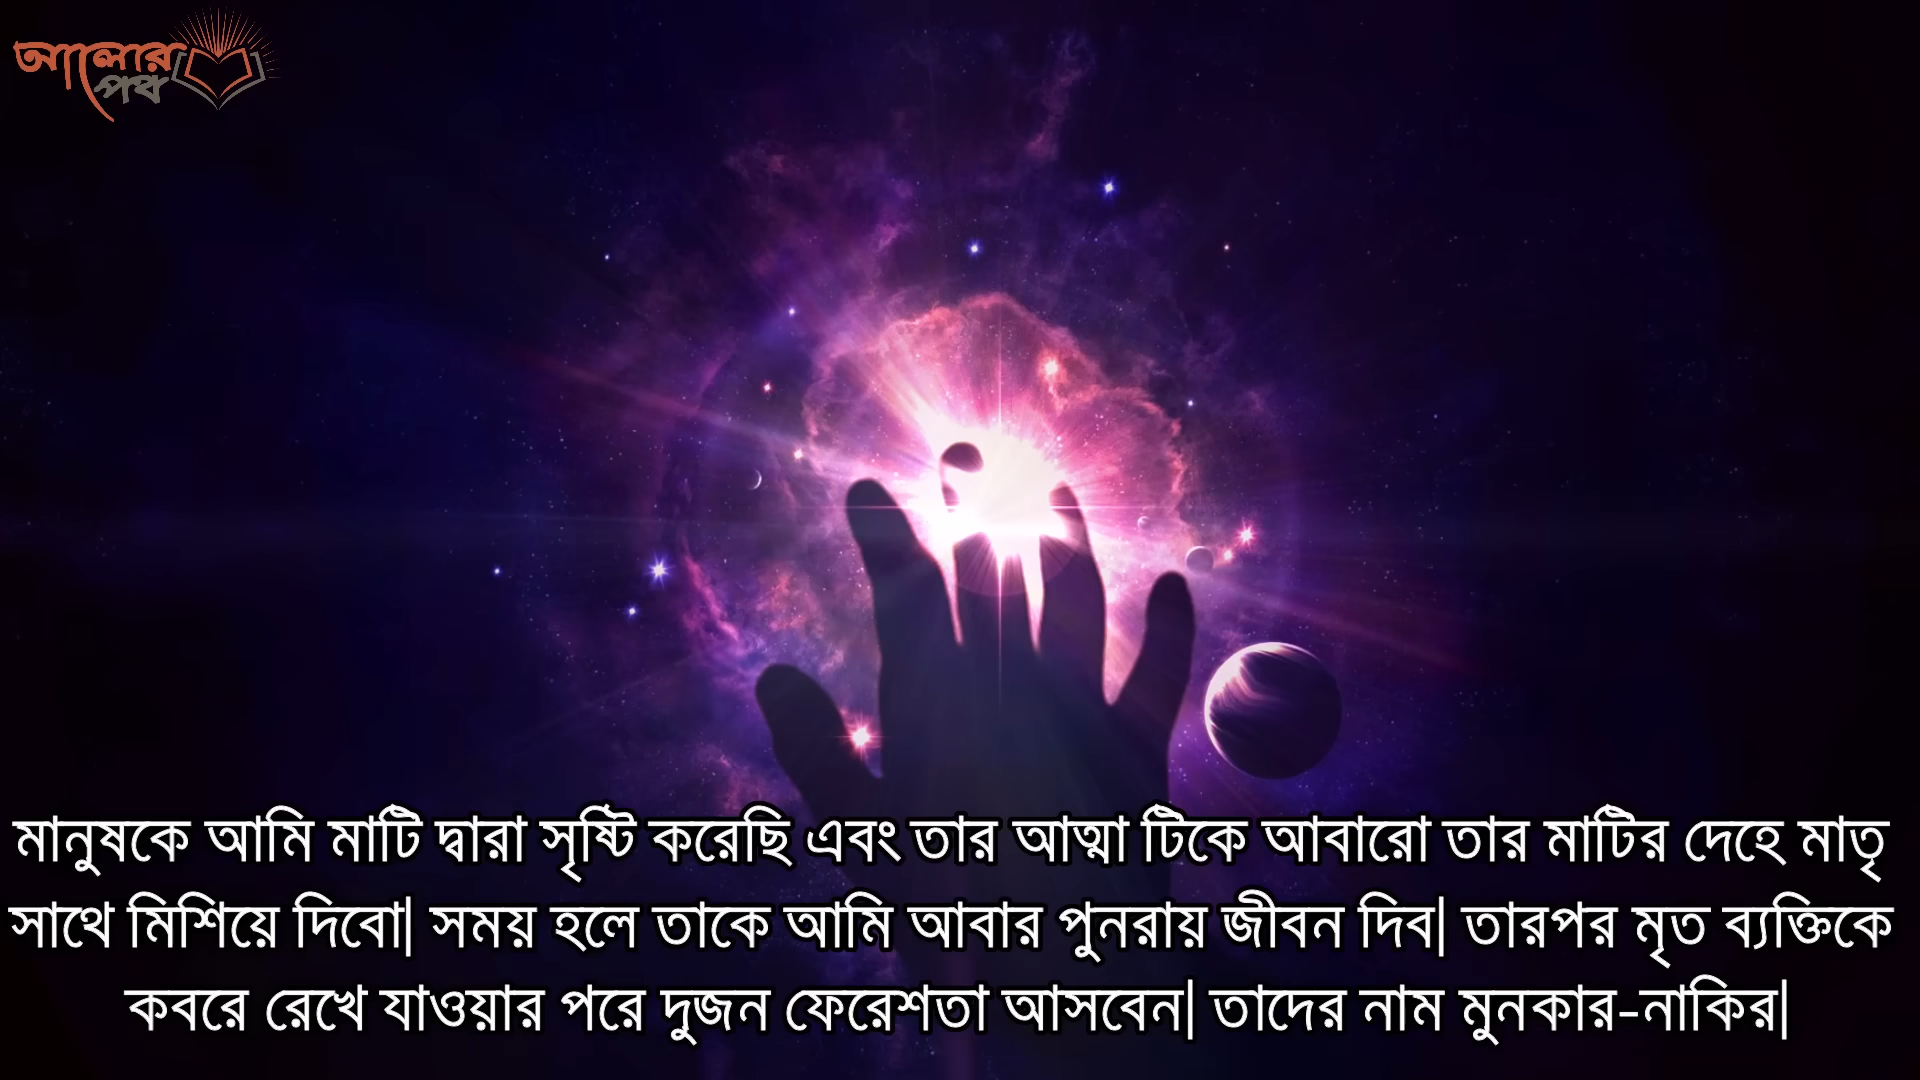 আলোর
পথ
মানুষকে আমি মাটি দ্বারা সৃষ্টি করেছি এবং তার আত্মা টিকে আবারো তার মাটির দেহে মাতৃ
সাথে মিশিয়ে দিবো| সময় হলে তাকে আমি আবার পুনরায় জীবন দিব| তারপর মৃত ব্যক্তিকে
কবরে রেখে যাওয়ার পরে দুজন ফেরেশতা আসবেন| তাদের নাম মুনকার-নাকির|